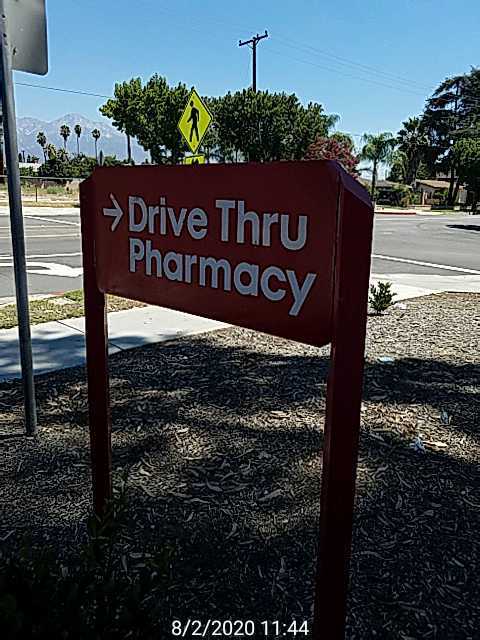 → Drive Thru
Pharmacy
8/2/2020 11:44